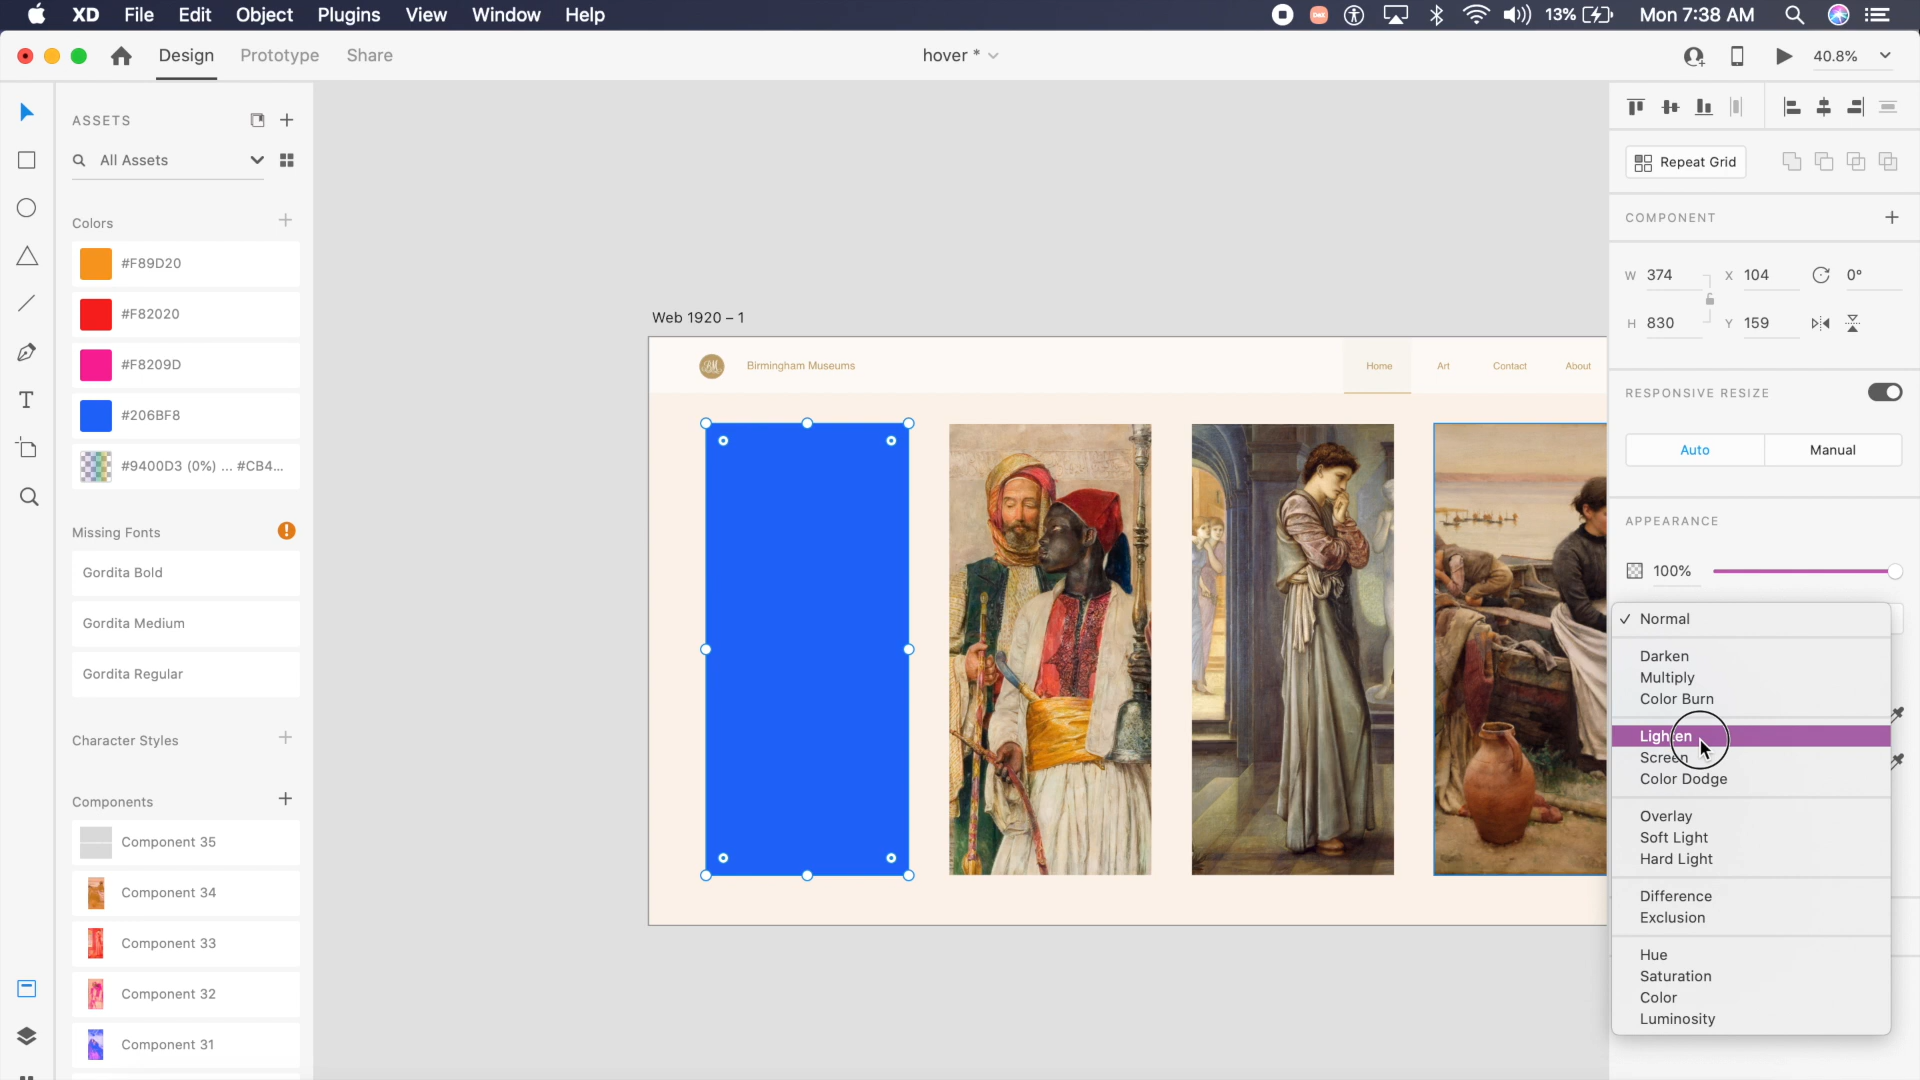 XD File Edit Object Plugins View Window Help 13% Mon 7:38 AM
Design Prototype Share hover * 40.8%
ASSETS
All Assets
Colors
#F89D20
#F82020
#F8209D
#206BF8
#9400D3 (0%) ... #CB4...
Missing Fonts
Gordita Bold
Gordita Medium
Gordita Regular
Character Styles
Components
Component 35
Component 34
Component 33
Component 32
Component 31
Web 1920 – 1
Birmingham Museums Home Art Contact About
Repeat Grid
COMPONENT
W 374 X 104 0°
H 830 Y 159
RESPONSIVE RESIZE
Auto Manual
APPEARANCE
100%
Normal
Darken
Multiply
Color Burn
Lighten
Screen
Color Dodge
Overlay
Soft Light
Hard Light
Difference
Exclusion
Hue
Saturation
Color
Luminosity